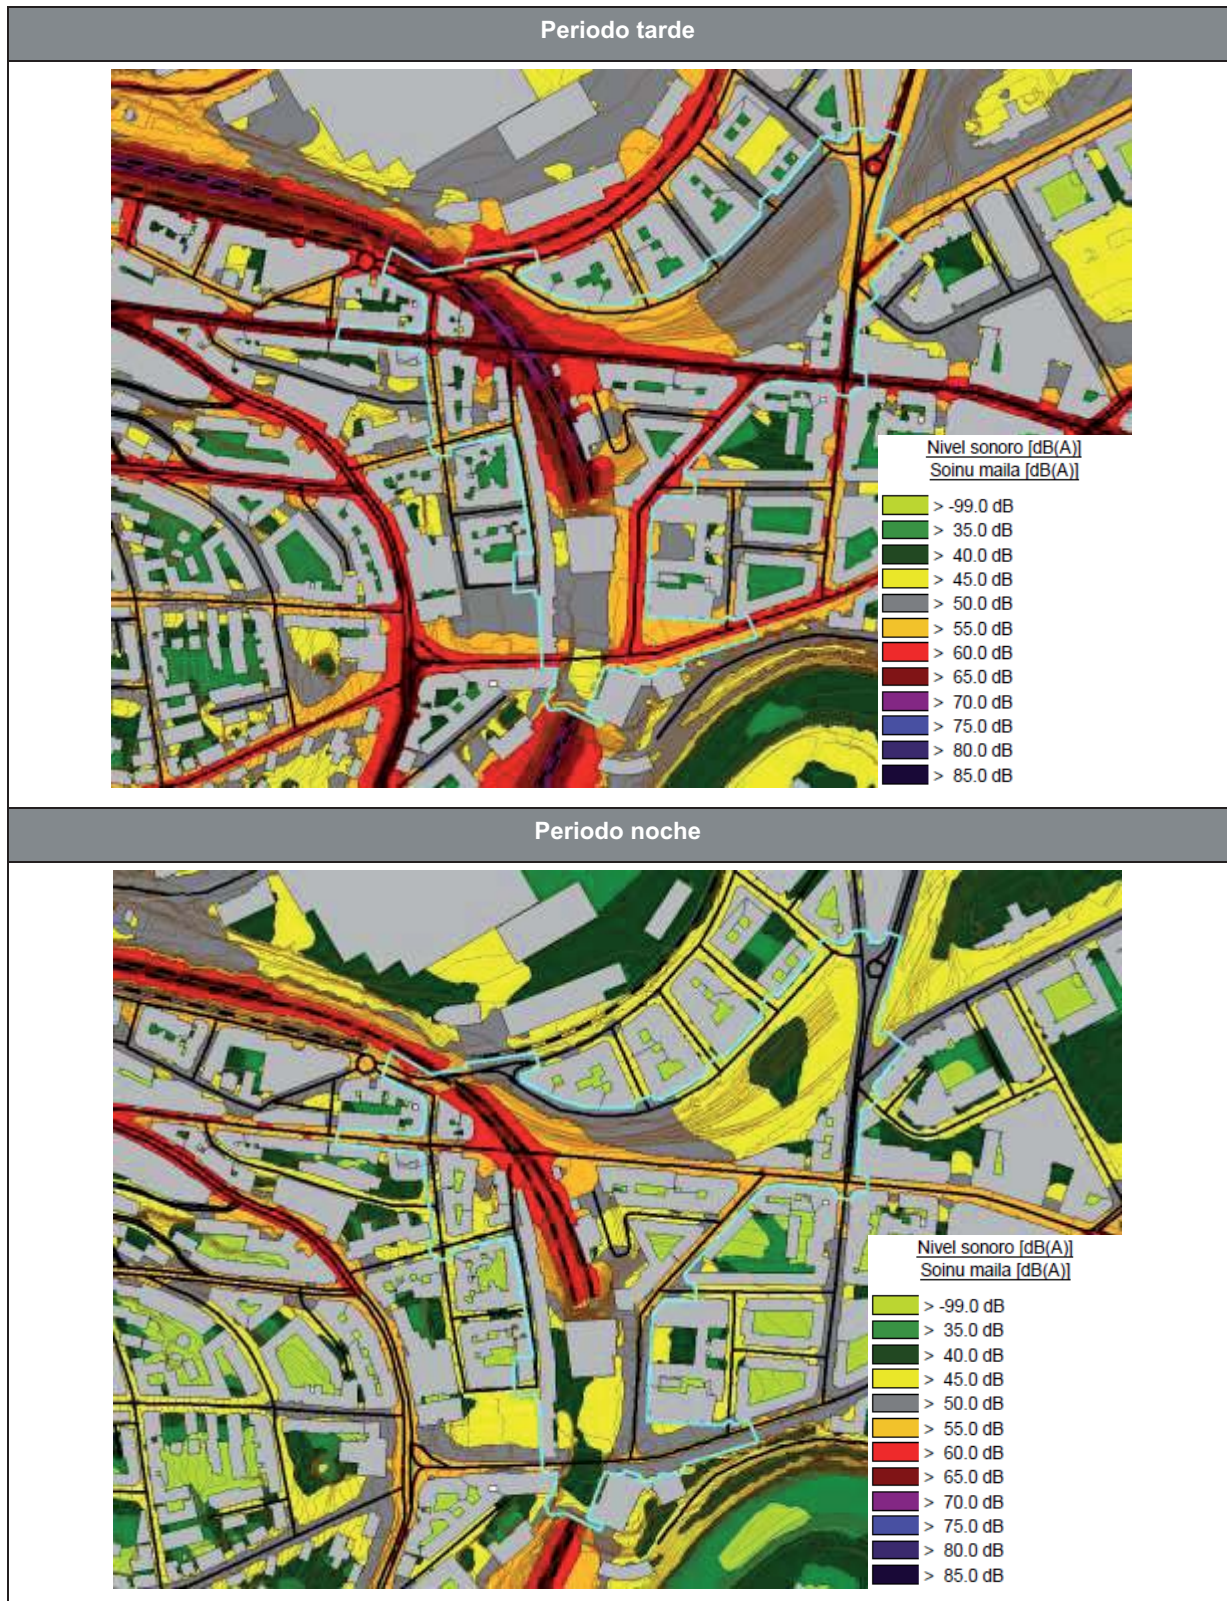 Periodo tarde
Nivel sonoro [dB(A)]
Soinu maila [dB(A)]
> -99.0 dB
> 35.0 dB
> 40.0 dB
> 45.0 dB
> 50.0 dB
> 55.0 dB
> 60.0 dB
> 65.0 dB
> 70.0 dB
> 75.0 dB
> 80.0 dB
> 85.0 dB
Periodo noche
Nivel sonoro [dB(A)]
Soinu maila [dB(A)]
> -99.0 dB
> 35.0 dB
> 40.0 dB
> 45.0 dB
> 50.0 dB
> 55.0 dB
> 60.0 dB
> 65.0 dB
> 70.0 dB
> 75.0 dB
> 80.0 dB
> 85.0 dB